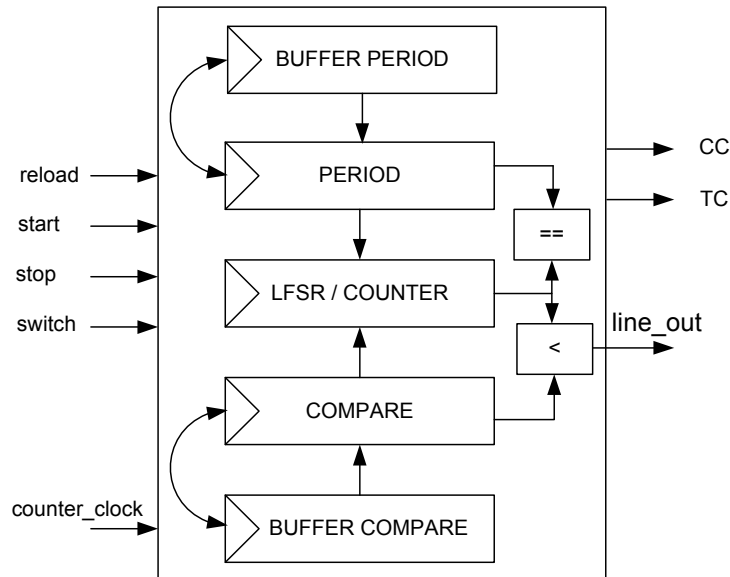 BUFFER PERIOD
PERIOD
==
LFSR / COUNTER
<
COMPARE
BUFFER COMPARE
reload
start
stop
switch
counter_clock
CC
TC
line_out